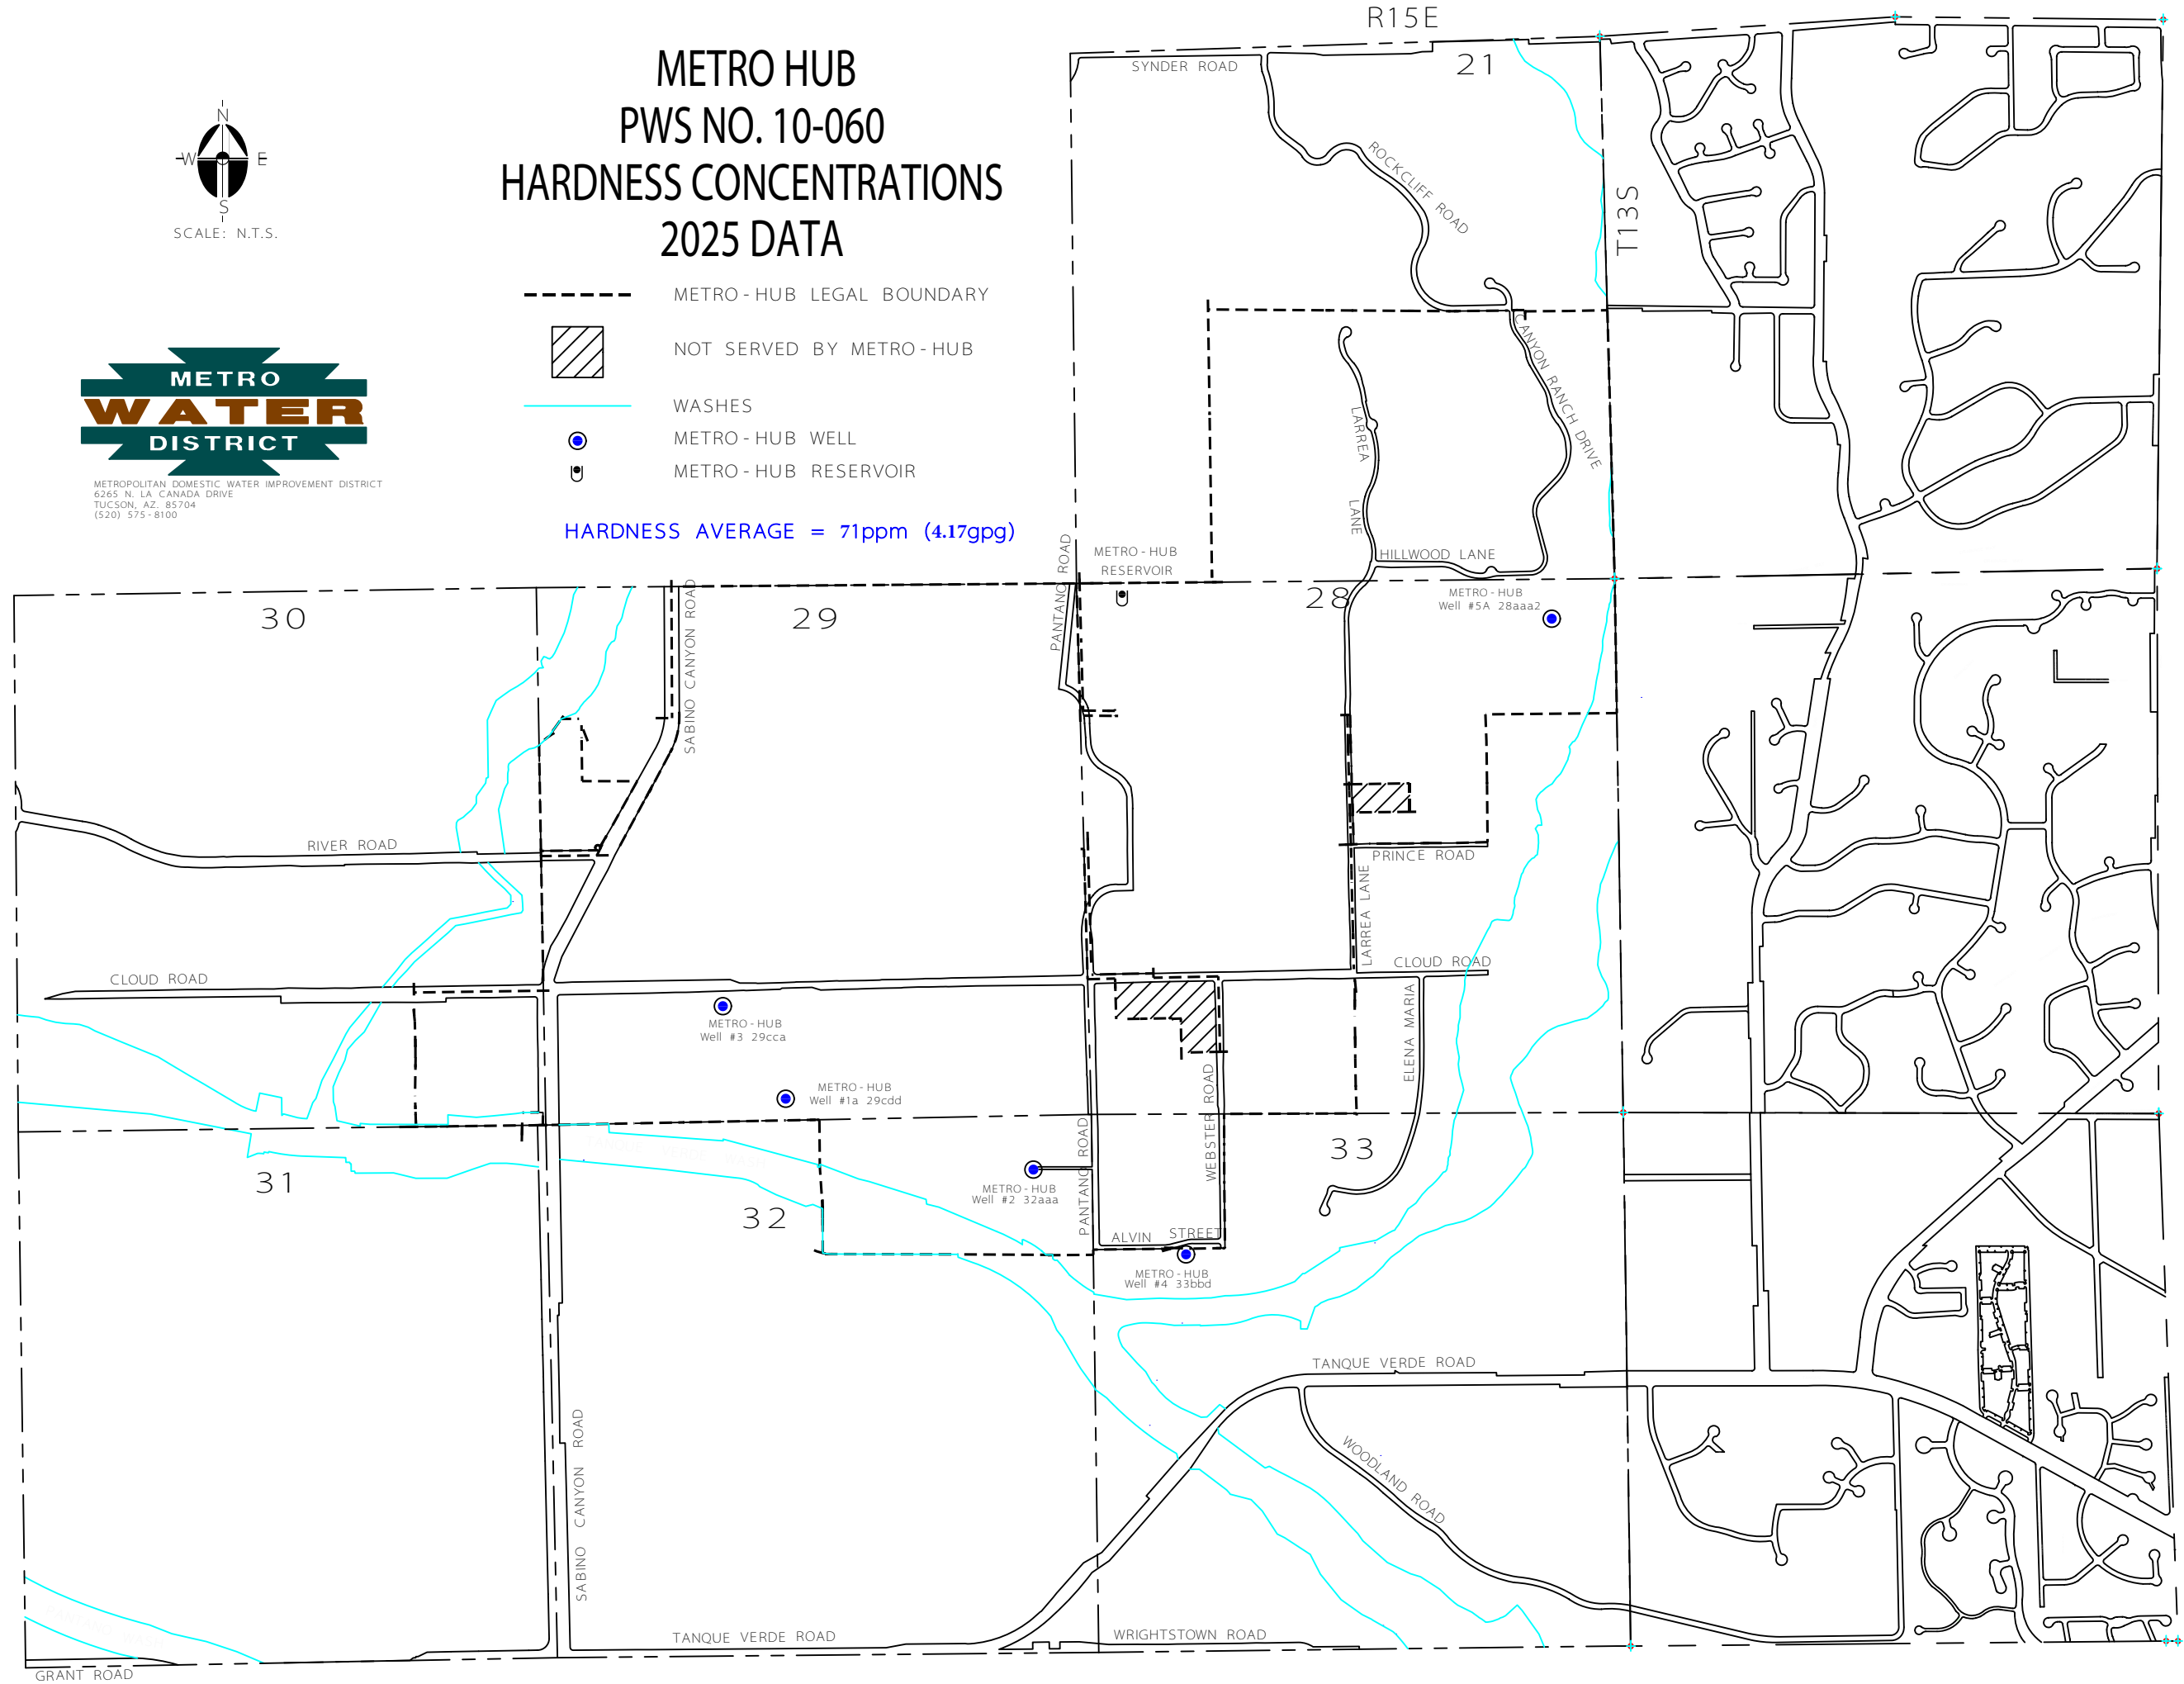 R15E
METRO HUB
PWS NO. 10-060
HARDNESS CONCENTRATIONS
2025 DATA
SYNDER ROAD
21
N
W E
S
SCALE: N.T.S.
ROCKCLIFF ROAD
T13S
METRO-HUB LEGAL BOUNDARY
NOT SERVED BY METRO-HUB
WASHES
METRO-HUB WELL
METRO-HUB RESERVOIR
METRO
WATER
DISTRICT
METROPOLITAN DOMESTIC WATER IMPROVEMENT DISTRICT
6265 N. LA CANADA DRIVE
TUCSON, AZ. 85704
(520) 575-8100
HARDNESS AVERAGE = 71ppm (4.17gpg)
CANYON RANCH DRIVE
LARREA LANE
HILLWOOD LANE
PANTANO ROAD
METRO-HUB
RESERVOIR
30
29
28
METRO-HUB
Well #5A 28aaa2
SABINO CANYON ROAD
PANTANO ROAD
RIVER ROAD
PRINCE ROAD
LARREA LANE
CLOUD ROAD
CLOUD ROAD
METRO-HUB
Well #3 29cca
ELENA MARIA
METRO-HUB
Well #1a 29cdd
WEBSTER ROAD
31
32
33
METRO-HUB
Well #2 32aaa
PANTANO ROAD
ALVIN STREET
METRO-HUB
Well #4 33bbd
TANQUE VERDE ROAD
SABINO CANYON ROAD
WOODLAND ROAD
TANQUE VERDE ROAD
WRIGHTSTOWN ROAD
GRANT ROAD